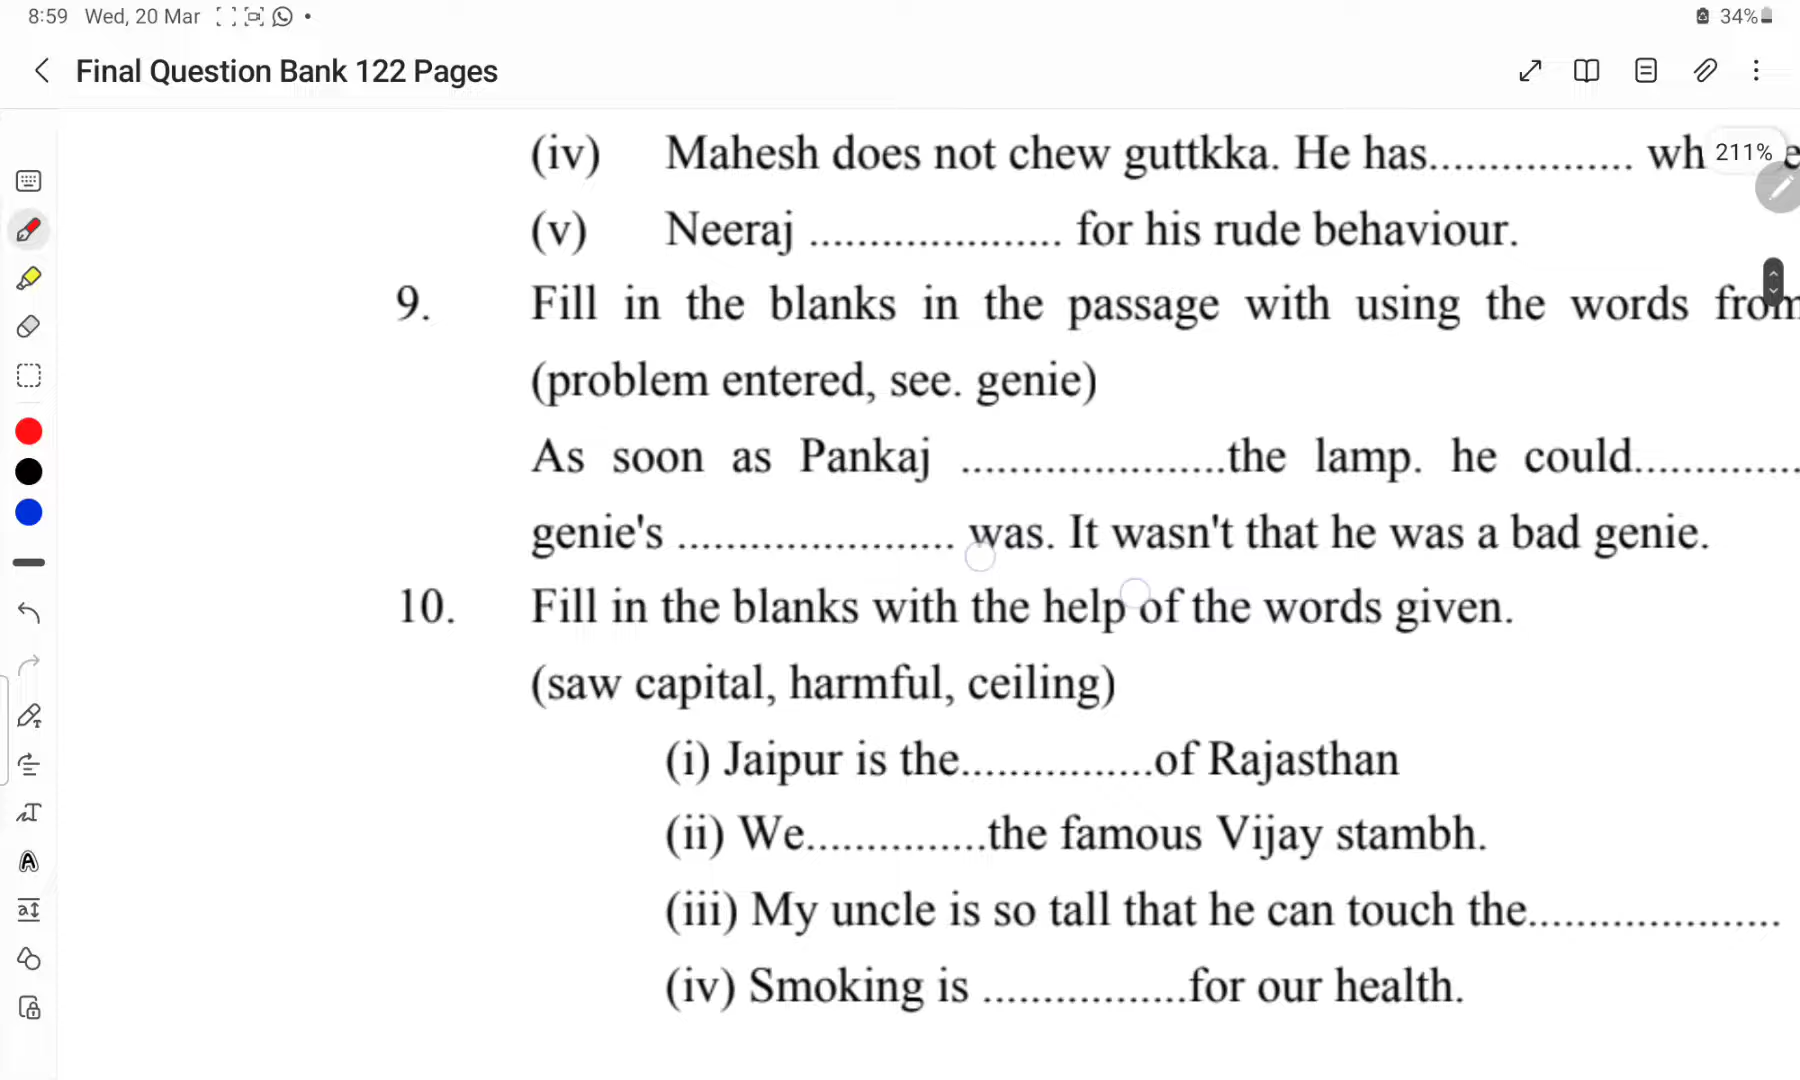 8:59 Wed, 20 Mar
34%
Final Question Bank 122 Pages
(iv) Mahesh does not chew guttkka. He has................. wh
211%
(v) Neeraj ..................... for his rude behaviour.
9. Fill in the blanks in the passage with using the words from
(problem entered, see. genie)
As soon as Pankaj ......................the lamp. he could..............
genie's ....................... was. It wasn't that he was a bad genie.
10. Fill in the blanks with the help of the words given.
(saw capital, harmful, ceiling)
(i) Jaipur is the................of Rajasthan
(ii) We...............the famous Vijay stambh.
(iii) My uncle is so tall that he can touch the.....................
(iv) Smoking is .................for our health.